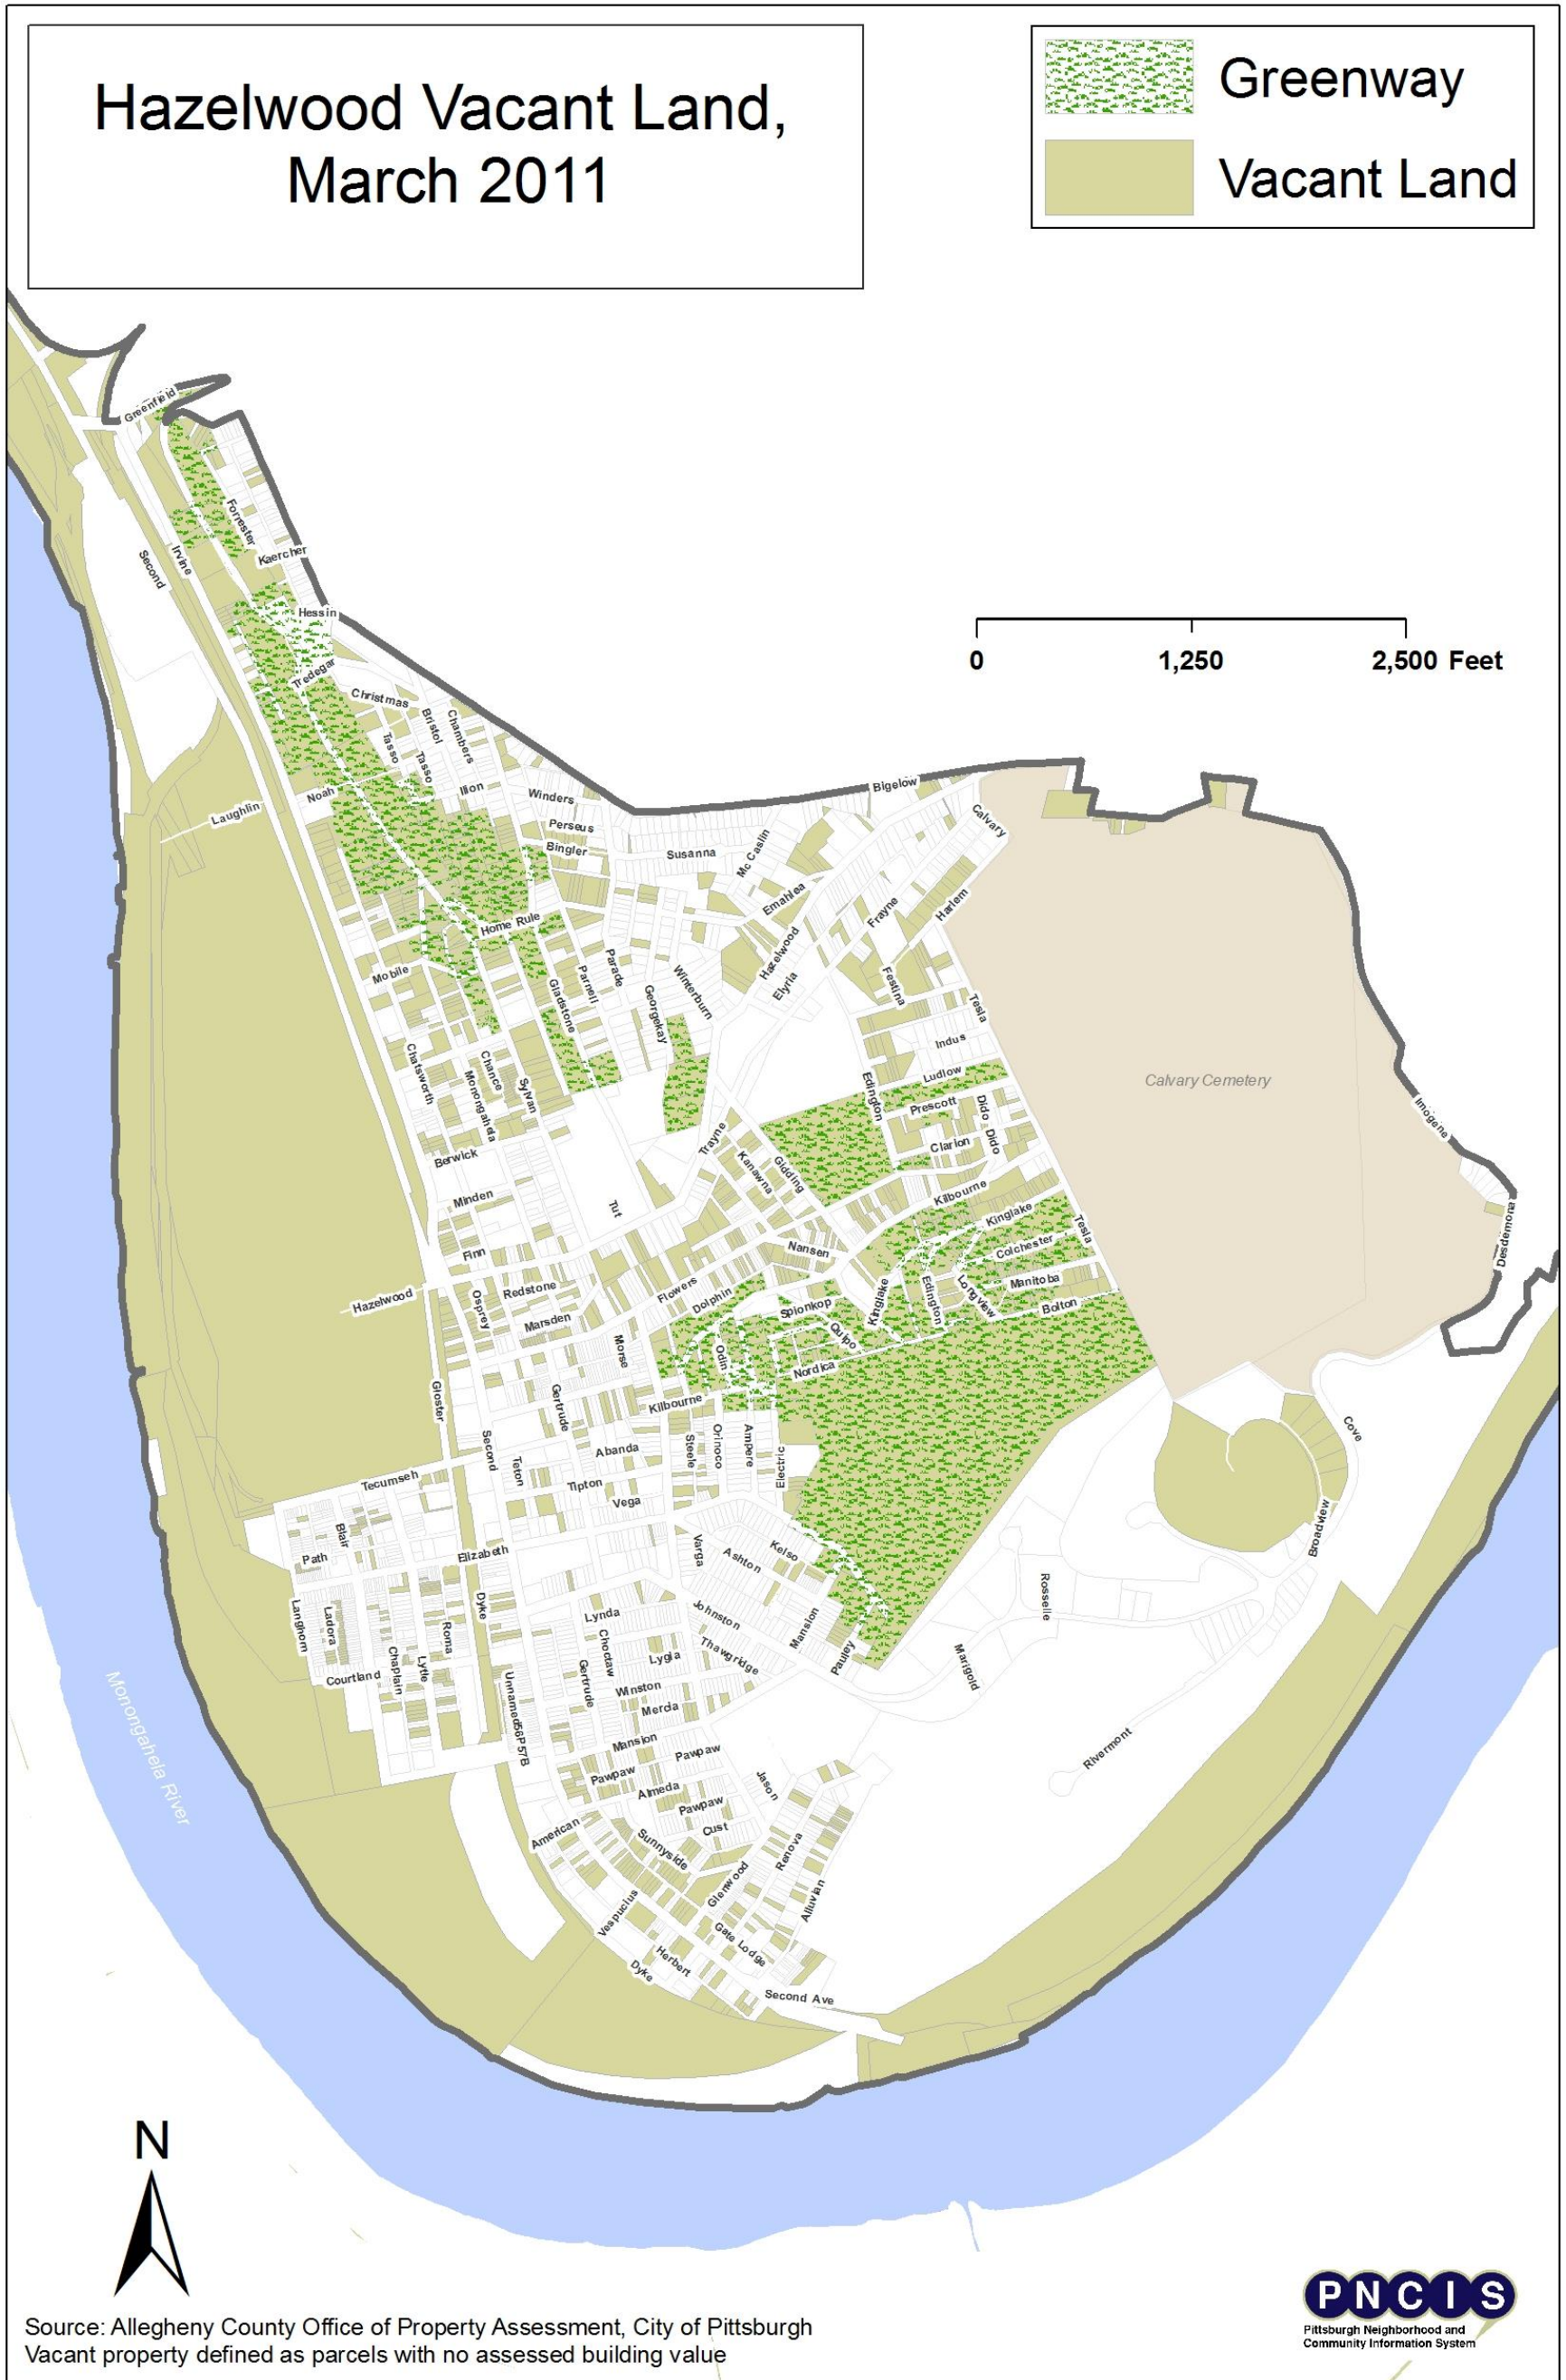 Hazelwood Vacant Land,
March 2011
Greenway
Vacant Land
Greenfield
Forrester
Kaercher
Second
Irvine
Hessin
0
1,250
2,500 Feet
Tredegar
Christmas
Bristol
Chambers
Tasso
Tasso
Ilion
Noah
Winders
Bigelow
Laughlin
Perseus
Calvary
Bingler
Susanna
Mc Caslin
Emahlea
Frayne
Harlem
Home Rule
Hazelwood
Mobile
Parade
Parnell
Winterburn
Elyria
Festina
Gladstone
Georgekay
Tesla
Indus
Chatsworth
Chance
Monongahela
Sylvan
Edington
Ludlow
Calvary Cemetery
Prescott
Dido
Dido
Imogene
Trayne
Clarion
Berwick
Kanawna
Gidding
Minden
Tut
Kilbourne
Kinglake
Tesla
Desdemona
Finn
Nansen
Colchester
Hazelwood
Osprey
Redstone
Flowers
Dolphin
Kinglake
Edington
Longview
Manitoba
Marsden
Spionkop
Bolton
Morse
Odin
Quipo
Nordica
Gloster
Gertrude
Kilbourne
Cove
Second
Abanda
Steele
Orinoco
Ampere
Electric
Tecumseh
Teton
Tipton
Vega
Blair
Path
Elizabeth
Varga
Ashton
Kelso
Broadview
Langhorn
Ladora
Dyke
Rosselle
Roma
Lynda
Johnston
Mansion
Chaplain
Lytle
Choctaw
Lygia
Thawgridge
Pauley
Marigold
Courtland
Gertrude
Unnamed56P57B
Winston
Mercia
Monongahela River
Mansion
Pawpaw
Rivermont
Pawpaw
Almeda
Jason
Pawpaw
Cust
American
Sunnyside
Renova
Glenwood
Alluvian
Vespucius
Gate Lodge
Herbert
Dyke
Second Ave
N
P N C I S
Pittsburgh Neighborhood and
Community Information System
Source: Allegheny County Office of Property Assessment, City of Pittsburgh
Vacant property defined as parcels with no assessed building value